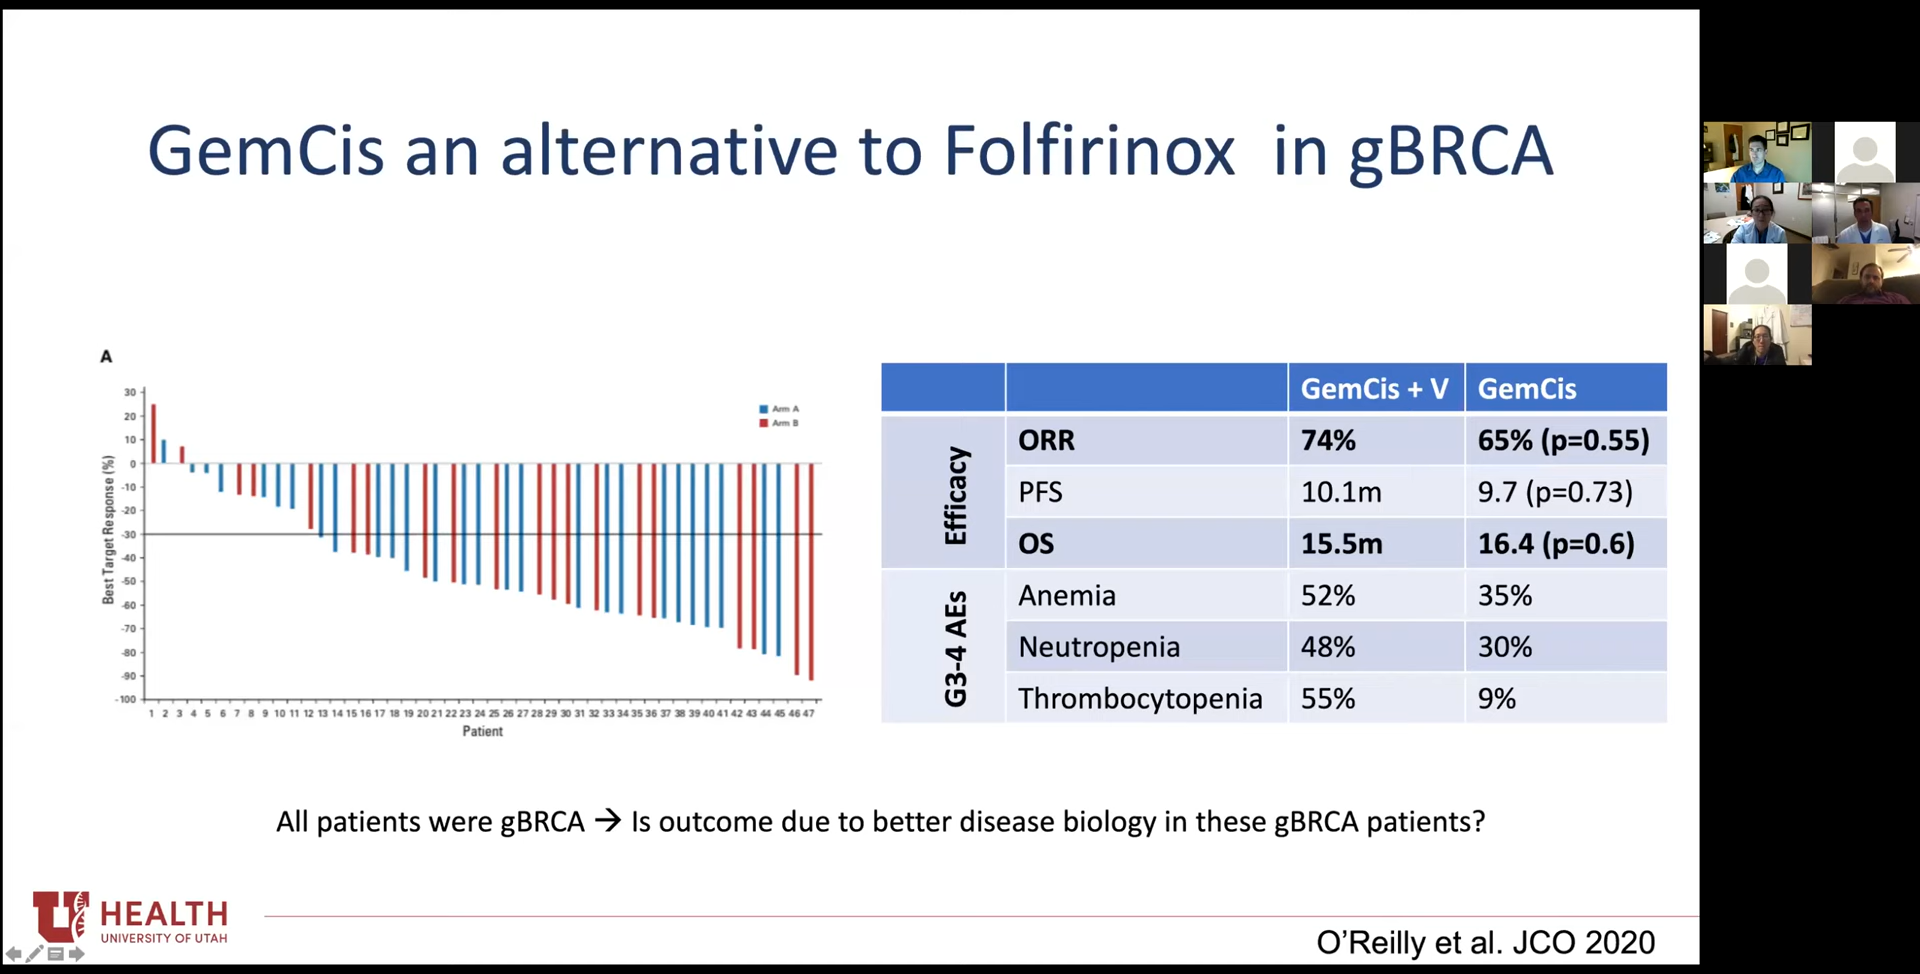 GemCis an alternative to Folfirinox in gBRCA
A
30
20
10
0
-10
-20
-30
-40
-50
-60
-70
-80
-90
-100
Best Target Response (%)
Arm A
Arm B
1 2 3 4 5 6 7 8 9 10 11 12 13 14 15 16 17 18 19 20 21 22 23 24 25 26 27 28 29 30 31 32 33 34 35 36 37 38 39 40 41 42 43 44 45 46 47
Patient
GemCis + V GemCis
Efficacy
ORR 74% 65% (p=0.55)
PFS 10.1m 9.7 (p=0.73)
OS 15.5m 16.4 (p=0.6)
G3-4 AEs
Anemia 52% 35%
Neutropenia 48% 30%
Thrombocytopenia 55% 9%
All patients were gBRCA → Is outcome due to better disease biology in these gBRCA patients?
U HEALTH
UNIVERSITY OF UTAH
O'Reilly et al. JCO 2020